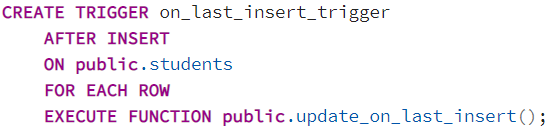 CREATE TRIGGER on_last_insert_trigger
    AFTER INSERT
    ON public.students
    FOR EACH ROW
    EXECUTE FUNCTION public.update_on_last_insert();